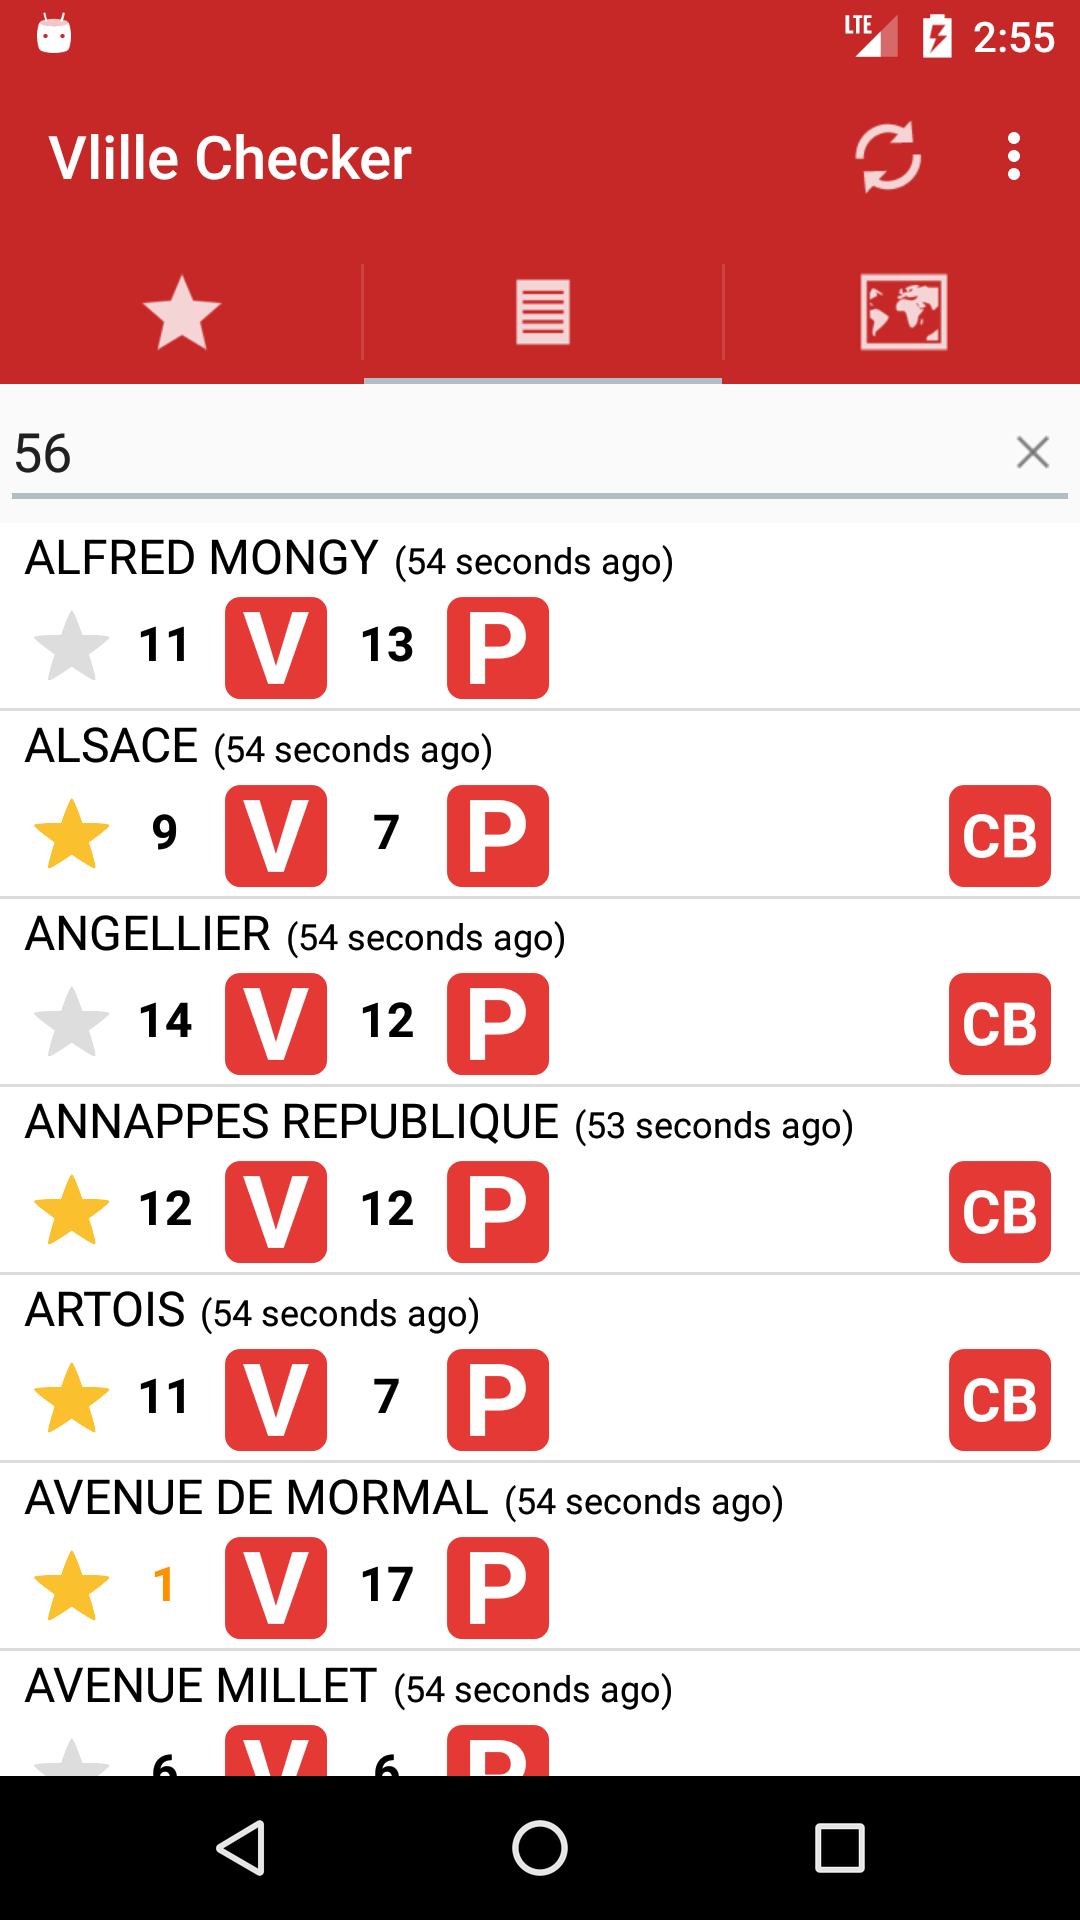 LTE 2:55
Vlille Checker
56
ALFRED MONGY (54 seconds ago)
11 V 13 P
ALSACE (54 seconds ago)
9 V 7 P CB
ANGELLIER (54 seconds ago)
14 V 12 P CB
ANNAPPES REPUBLIQUE (53 seconds ago)
12 V 12 P CB
ARTOIS (54 seconds ago)
11 V 7 P CB
AVENUE DE MORMAL (54 seconds ago)
1 V 17 P
AVENUE MILLET (54 seconds ago)
6 V 6 P